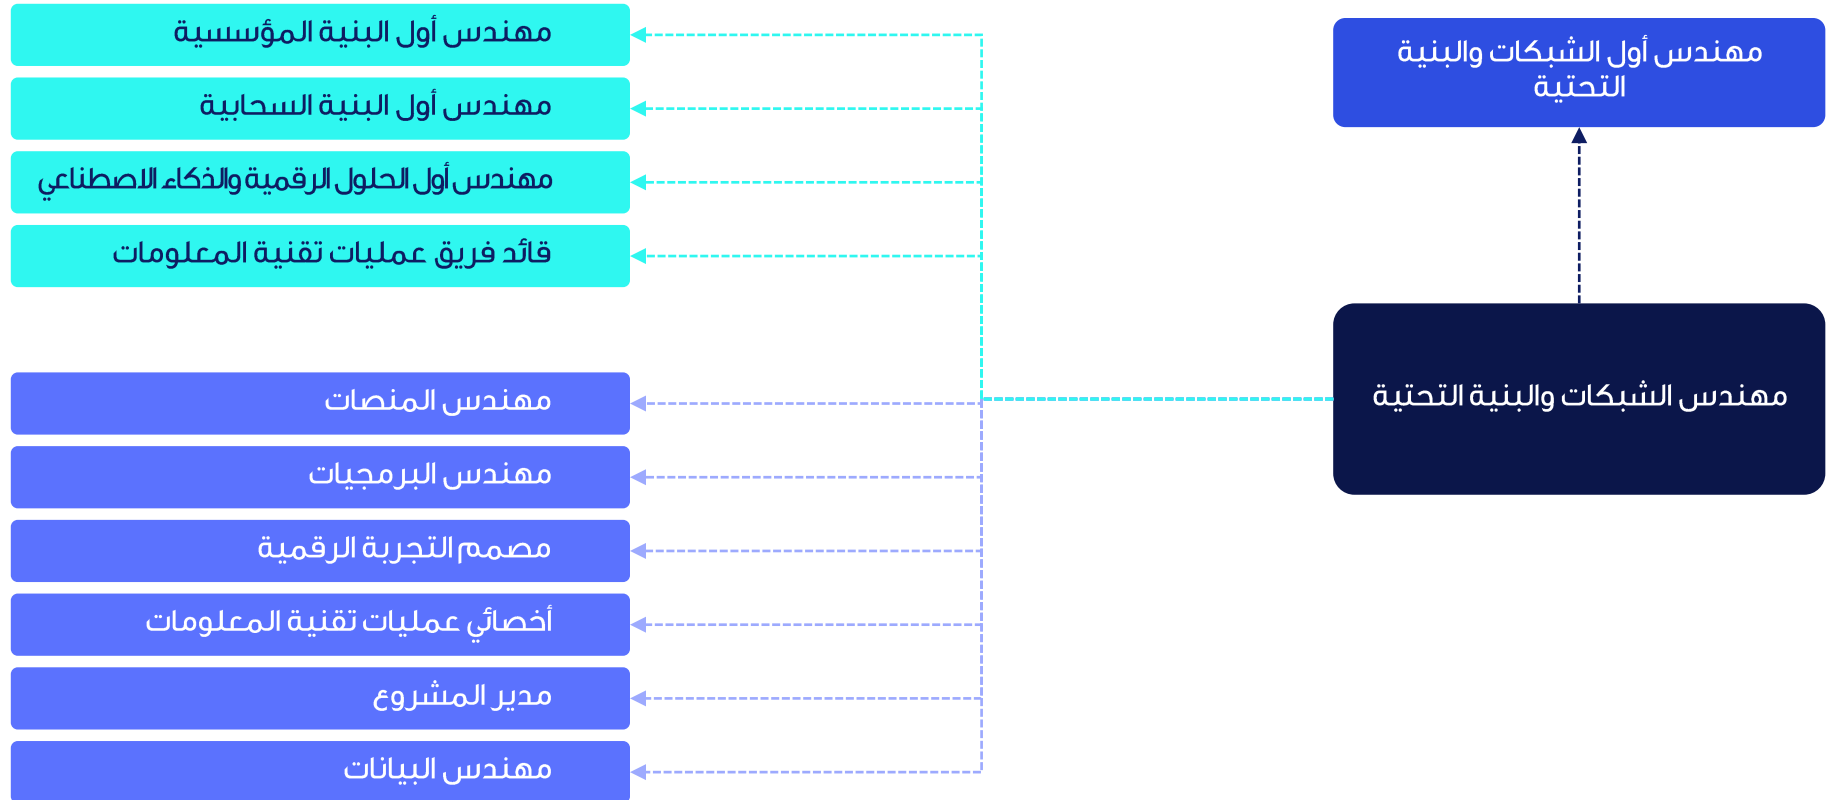 مهندس أول الشبكات والبنية
التحتية
مهندس الشبكات والبنية التحتية
مهندس أول البنية المؤسسية
مهندس أول البنية السحابية
مهندس أول الحلول الرقمية والذكاء الاصطناعي
قائد فريق عمليات تقنية المعلومات
مهندس المنصات
مهندس البرمجيات
مصمم التجربة الرقمية
أخصائي عمليات تقنية المعلومات
مدير المشروع
مهندس البيانات